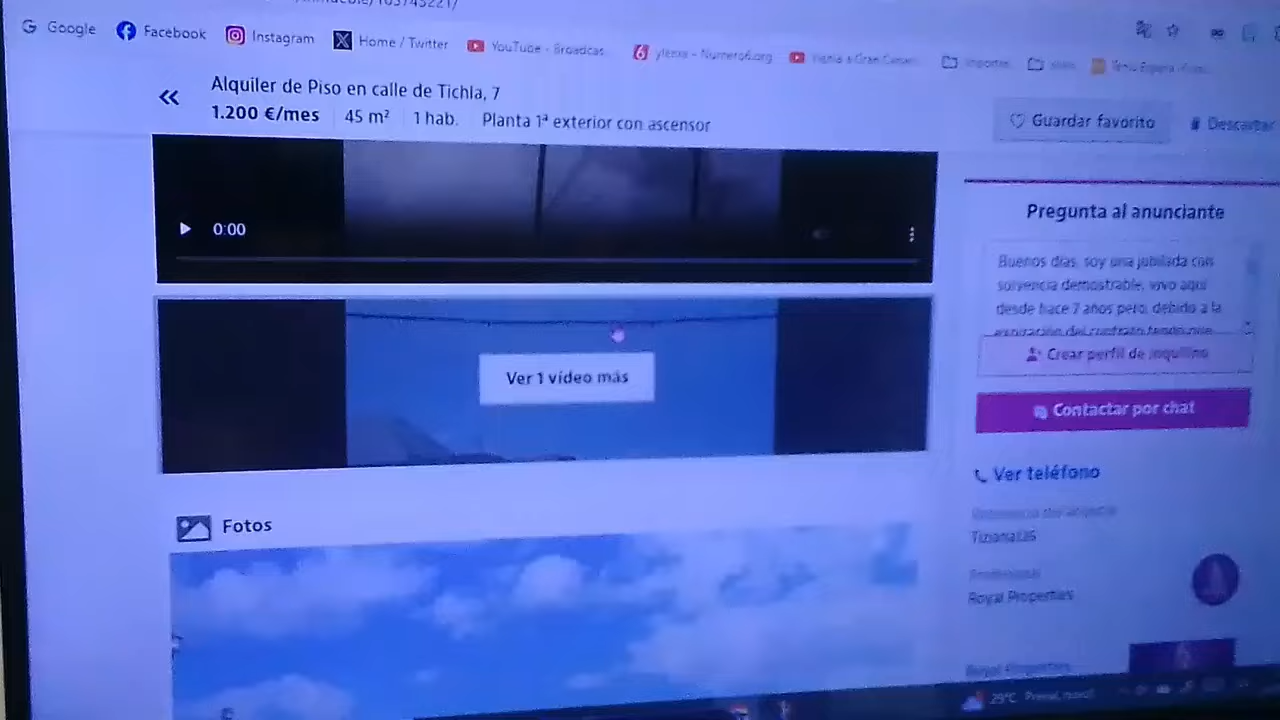 Google Facebook Instagram Home / Twitter YouTube - Broadcas
Alquiler de Piso en calle de Tichla, 7
1.200 €/mes 45 m² 1 hab. Planta 1ª exterior con ascensor
Guardar favorito Descartar
0:00
Pregunta al anunciante
Buenos días, soy una jubilada con
solvencia demostrable, vivo aquí
desde hace 7 años pero, debido a la
Crear perfil de inquilino
Ver 1 vídeo más
Contactar por chat
Ver teléfono
Fotos
Royal Properties
29°C